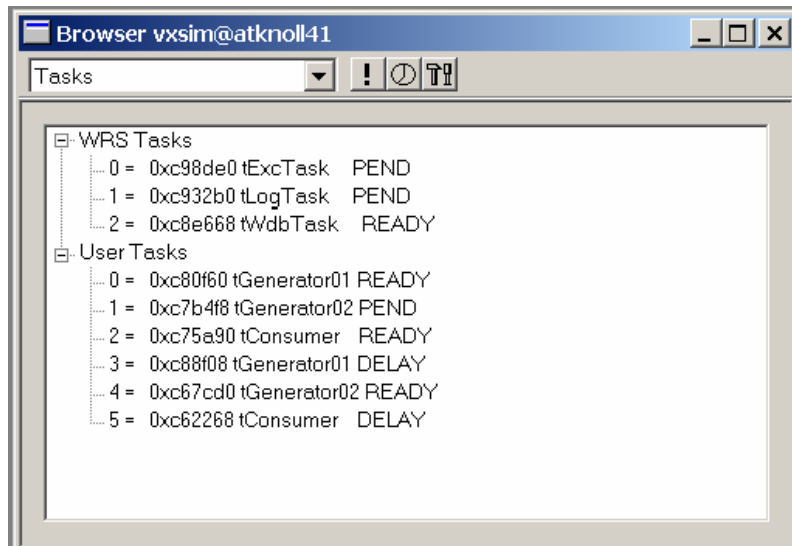 Browser vxsim@atknoll41
Tasks
WRS Tasks
0 = 0xc98de0 tExcTask PEND
1 = 0xc932b0 tLogTask PEND
2 = 0xc8e668 tWdbTask READY
User Tasks
0 = 0xc80f60 tGenerator01 READY
1 = 0xc7b4f8 tGenerator02 PEND
2 = 0xc75a90 tConsumer READY
3 = 0xc88f08 tGenerator01 DELAY
4 = 0xc67cd0 tGenerator02 READY
5 = 0xc62268 tConsumer DELAY